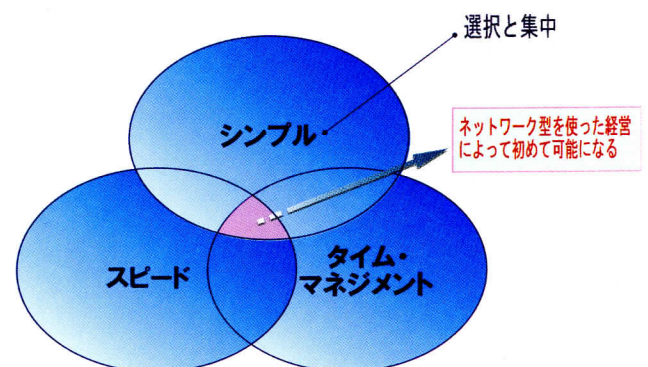 選択と集中
シンプル・
ネットワーク型を使った経営
によって初めて可能になる
スピード
タイム・
マネジメント